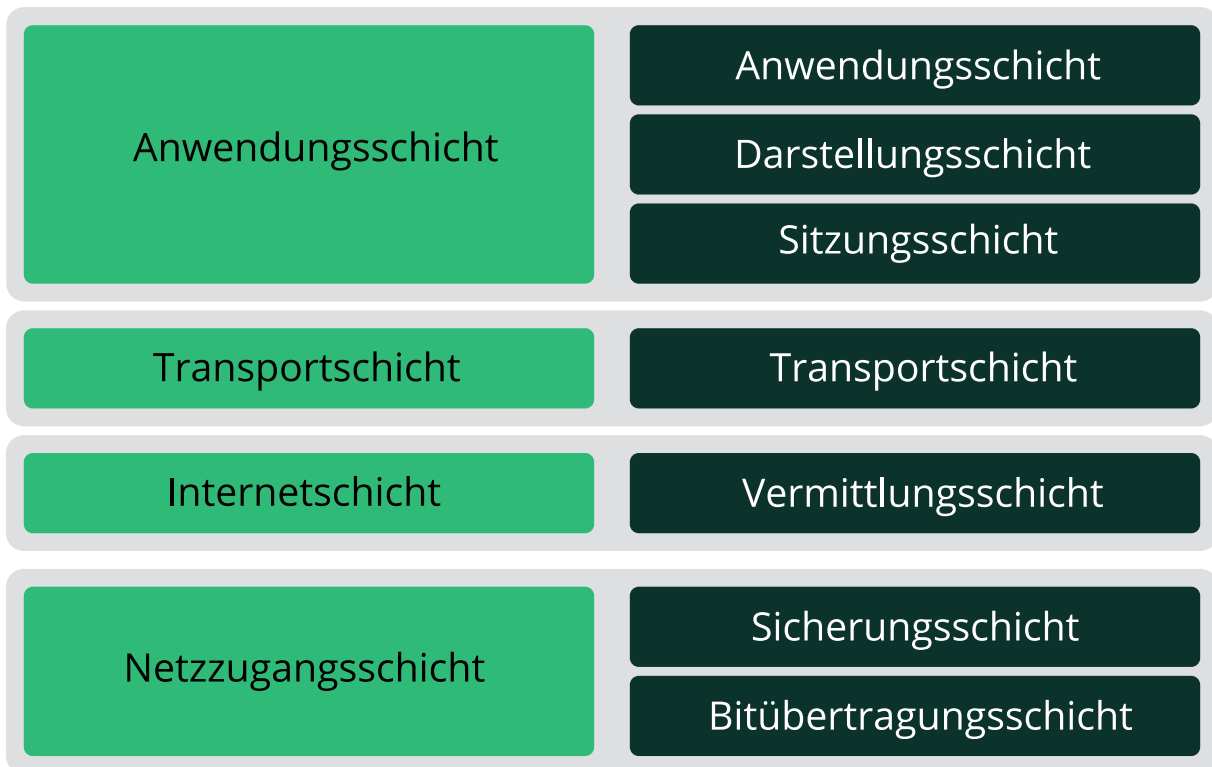 Anwendungsschicht
Anwendungsschicht
Darstellungsschicht
Sitzungsschicht
Transportschicht
Transportschicht
Internetschicht
Vermittlungsschicht
Netzzugangsschicht
Sicherungsschicht
Bitübertragungsschicht